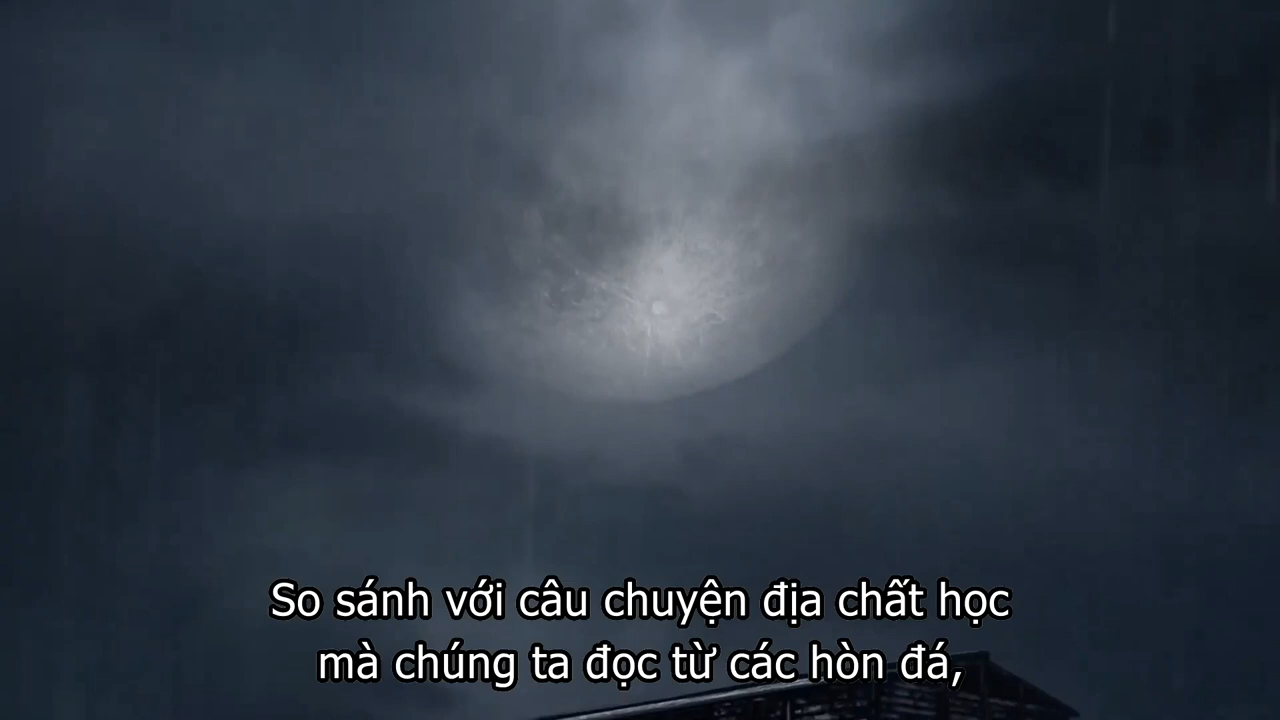 So sánh với câu chuyện địa chất học
mà chúng ta đọc từ các hòn đá,